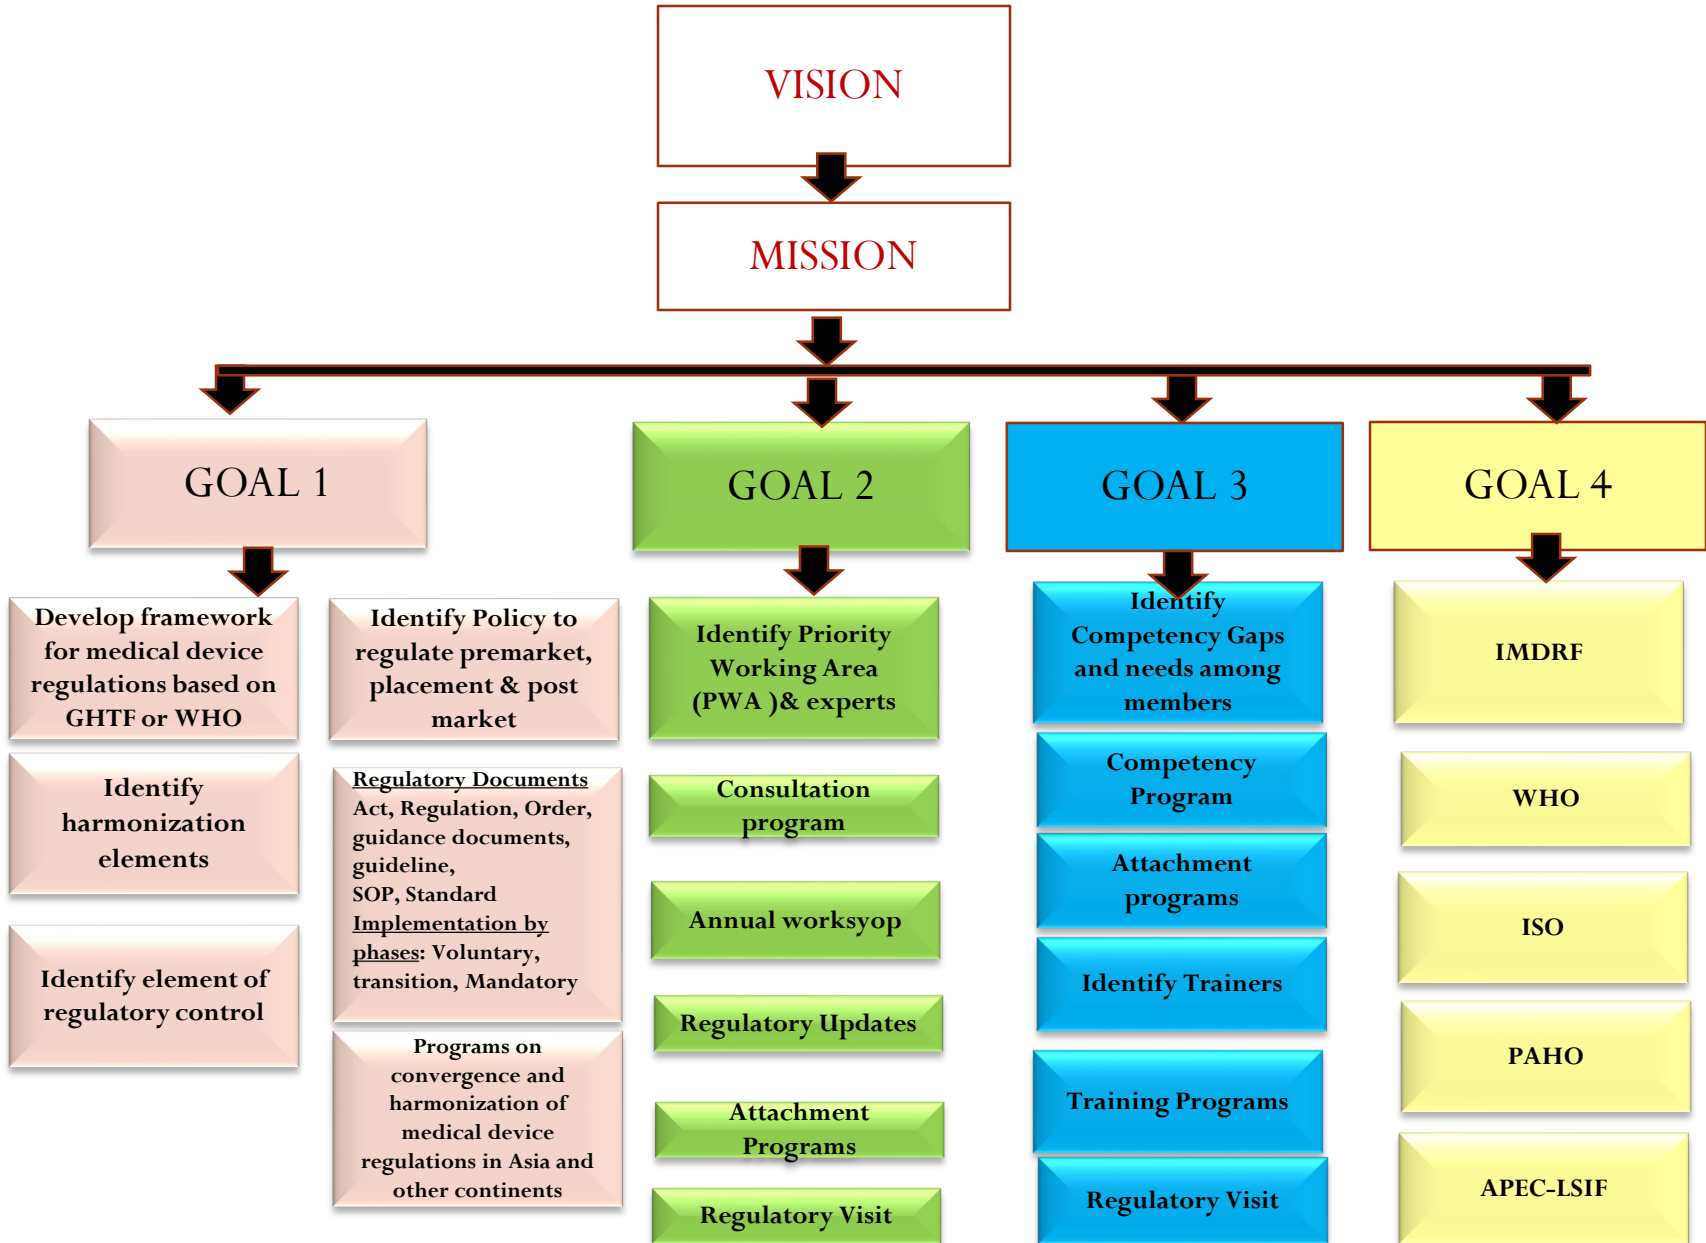 VISION
MISSION
GOAL 1
Develop framework
for medical device
regulations based on
GHTF or WHO
Identify
harmonization
elements
Identify element of
regulatory control
Identify Policy to
regulate premarket,
placement & post
market
Regulatory Documents
Act, Regulation, Order,
guidance documents,
guideline,
SOP, Standard
Implementation by
phases: Voluntary,
transition, Mandatory
Programs on
convergence and
harmonization of
medical device
regulations in Asia and
other continents
GOAL 2
Identify Priority
Working Area
(PWA )& experts
Consultation
program
Annual worksyop
Regulatory Updates
Attachment
Programs
Regulatory Visit
GOAL 3
Identify
Competency Gaps
and needs among
members
Competency
Program
Attachment
programs
Identify Trainers
Training Programs
Regulatory Visit
GOAL 4
IMDRF
WHO
ISO
PAHO
APEC-LSIF